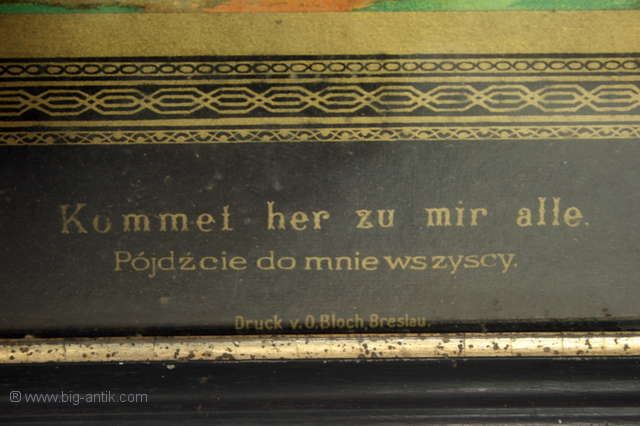 Kommet her zu mir alle.
Pójdźcie do mnie wszyscy.
Druck v. O. Bloch, Breslau.
® www.big-antik.com